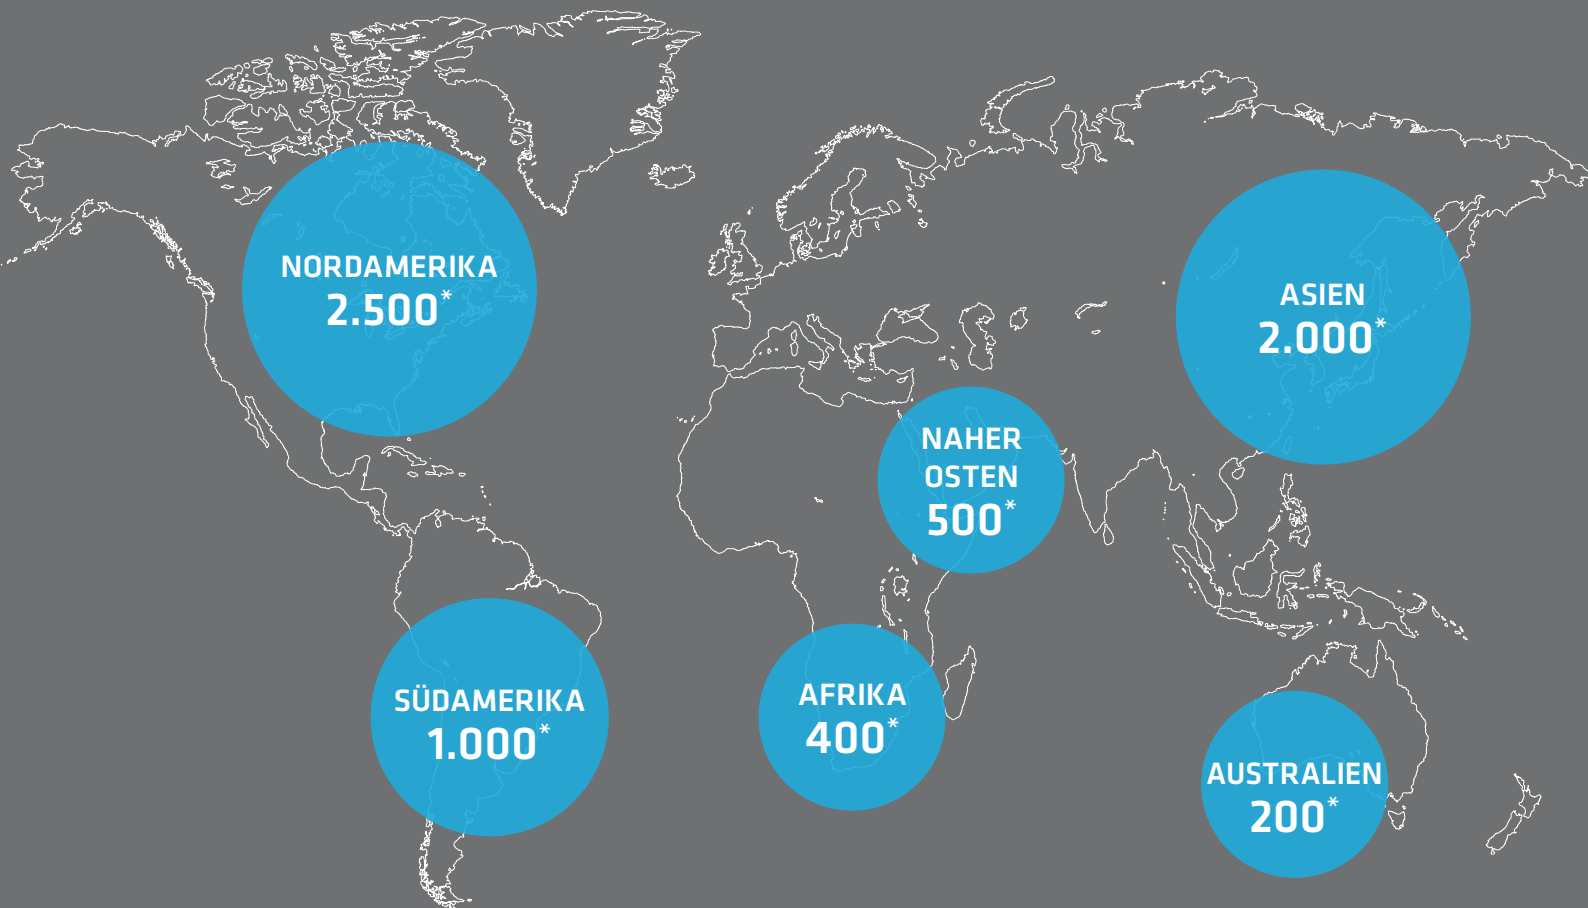 NORDAMERIKA
2.500*
ASIEN
2.000*
NAHER
OSTEN
500*
SÜDAMERIKA
1.000*
AFRIKA
400*
AUSTRALIEN
200*